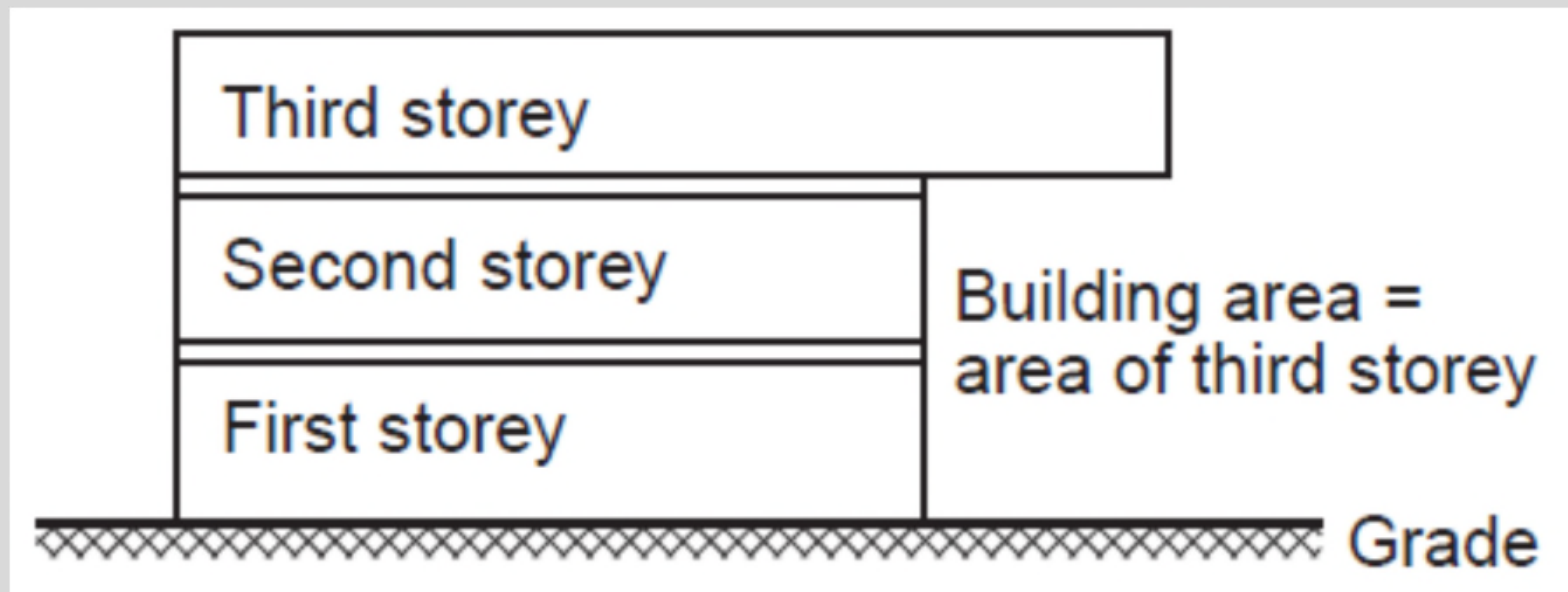 Third storey
Second storey
Building area =
area of third storey
First storey
Grade